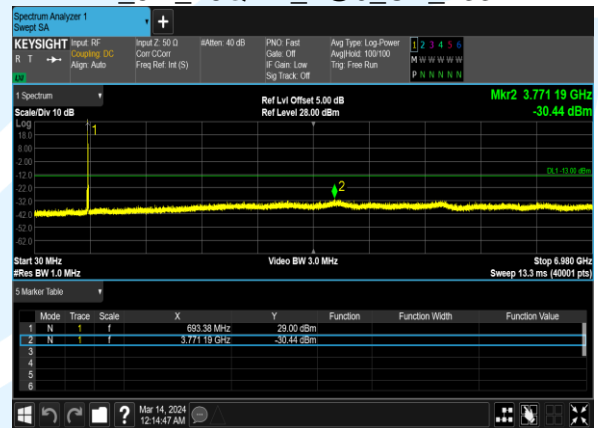 Spectrum Analyzer 1
Swept SA
+
KEYSIGHT Input: RF Input Z: 50 Ω #Atten: 40 dB PNO: Fast Avg Type: Log-Power 1 2 3 4 5 6
R T Coupling: DC Corr CCorr Gate: Off Avg|Hold: 100/100 M W W W W W
Align: Auto Freq Ref: Int (S) IF Gain: Low Trig: Free Run
Sig Track: Off P N N N N N
1 Spectrum
Scale/Div 10 dB
Ref Lvl Offset 5.00 dB
Ref Level 28.00 dBm
Mkr2 3.771 19 GHz
-30.44 dBm
Log
18.0
8.00
-2.00
-12.0
-22.0
-32.0
-42.0
-52.0
-62.0
1
DL1 -13.00 dBm
2
Start 30 MHz Video BW 3.0 MHz Stop 6.980 GHz
#Res BW 1.0 MHz Sweep 13.3 ms (40001 pts)
5 Marker Table
Mode Trace Scale X Y Function Function Width Function Value
1 N 1 f 693.38 MHz 29.00 dBm
2 N 1 f 3.771 19 GHz -30.44 dBm
3
4
5
6
? Mar 14, 2024
12:14:47 AM